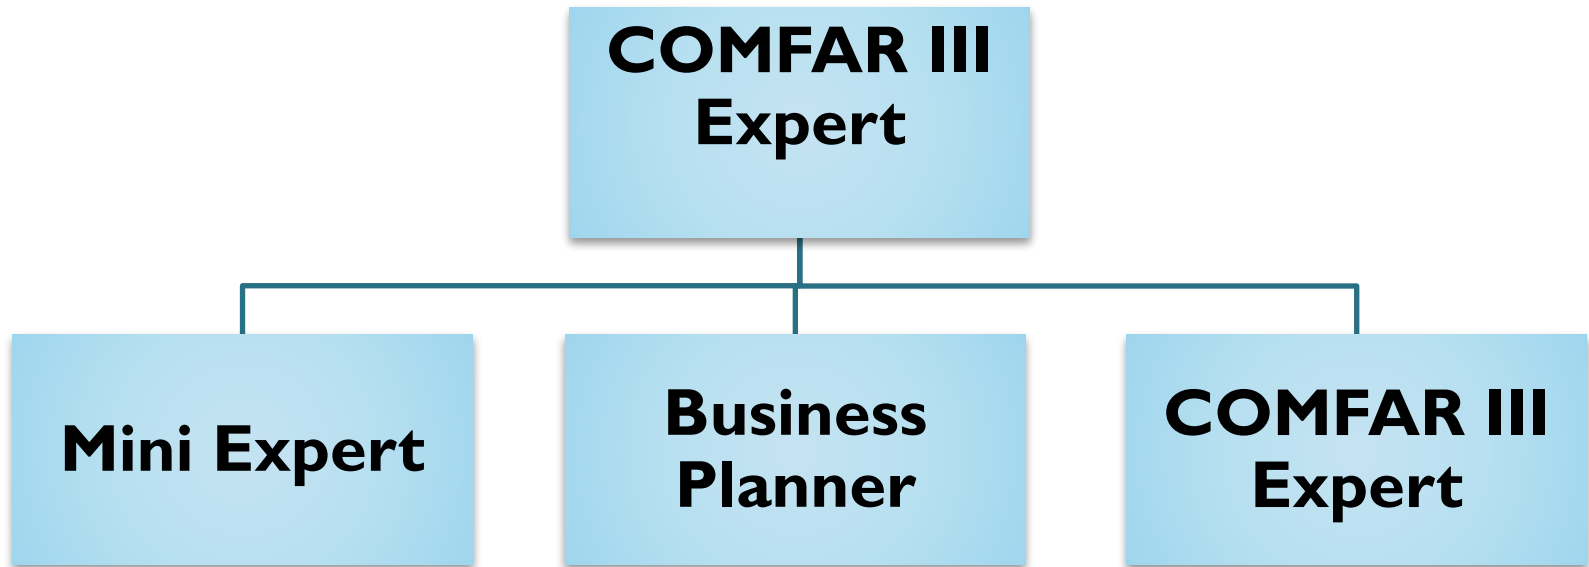 COMFAR III
Expert
Mini Expert
Business
Planner
COMFAR III
Expert